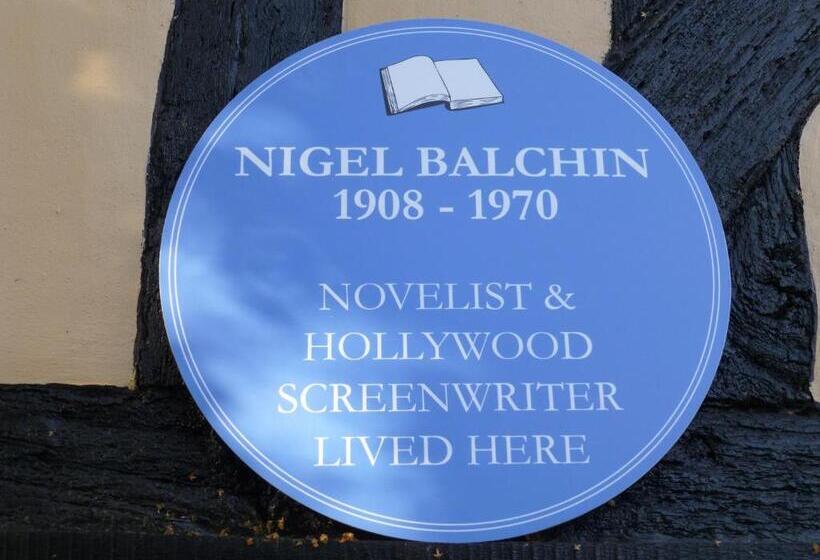 NIGEL BALCHIN
1908 - 1970
NOVELIST &
HOLLYWOOD
SCREENWRITER
LIVED HERE